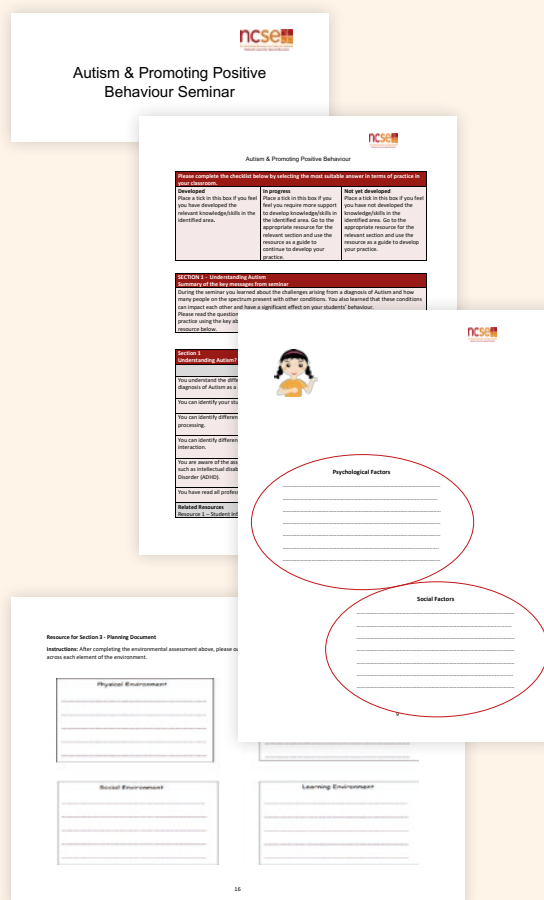 ncse
Autism & Promoting Positive
Behaviour Seminar
ncse
Autism & Promoting Positive Behaviour
Please complete the checklist below by selecting the most suitable answer in terms of practice in
your classroom.
Developed
Place a tick in this box if you feel
you have developed the
relevant knowledge/skills in the
identified area.
In progress
Place a tick in this box if you
feel you require more support
to develop knowledge/skills in
the identified area. Go to the
appropriate resource for the
relevant section and use the
resource as a guide to
continue to develop your
practice.
Not yet developed
Place a tick in this box if you feel
you have not developed the
knowledge/skills in the
identified area. Go to the
appropriate resource for the
relevant section and use the
resource as a guide to develop
your practice.
SECTION 1 - Understanding Autism
Summary of the key messages from seminar
During the seminar you learned about the challenges arising from a diagnosis of Autism and how
many people on the spectrum present with other conditions. You also learned that these conditions
can impact each other and have a significant effect on your students' behaviour.
Please read the question
practice using the key ab
resource below.
Section 1
Understanding Autism?
You understand the diffe
diagnosis of Autism as a
You can identify your stu
You can identify differen
processing.
You can identify differen
interaction.
You are aware of the ass
such as intellectual disab
Disorder (ADHD).
You have read all profes
Related Resources
Resource 1 – Student Inf
ncse
Psychological Factors
Social Factors
9
Resource for Section 3 - Planning Document
Instructions: After completing the environmental assessment above, please ou
across each element of the environment.
Physical Environment
Social Environment
Learning Environment
16